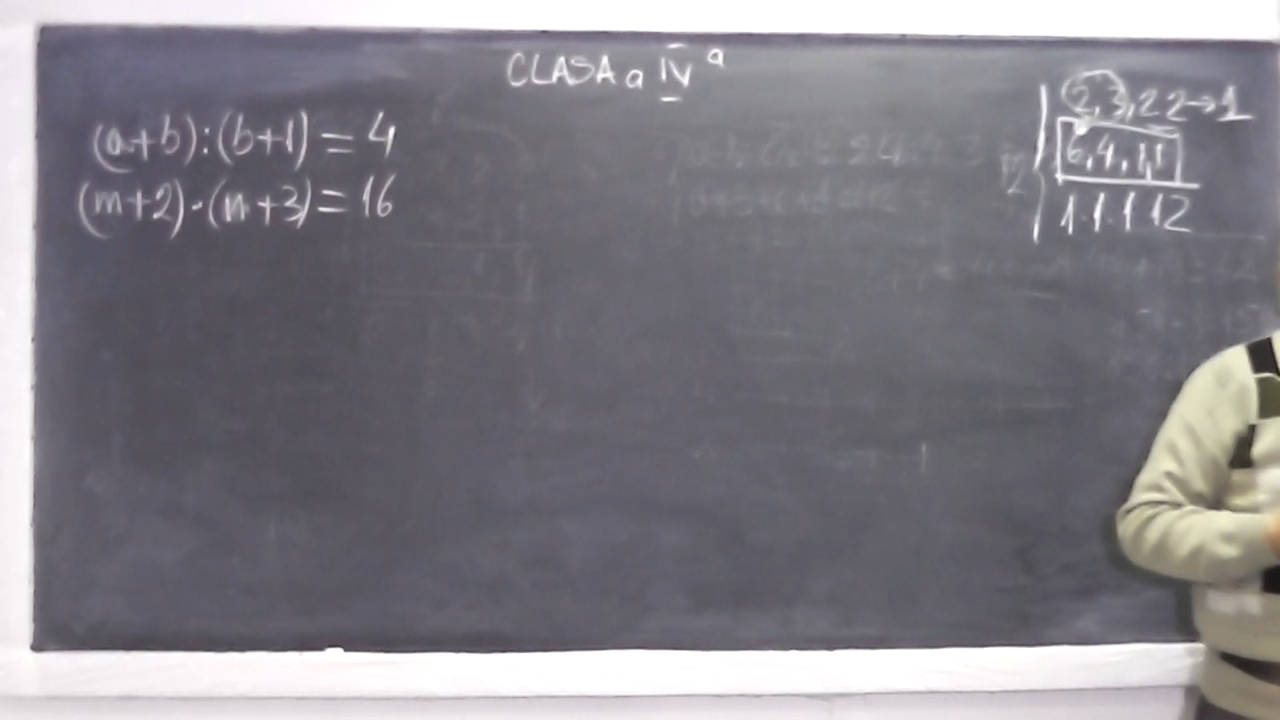 CLASA a IV a
(a+b):(b+1) = 4
(m+2)·(n+3) = 16
2,3,2 2→1
6,4,1,1
1·1·1·12